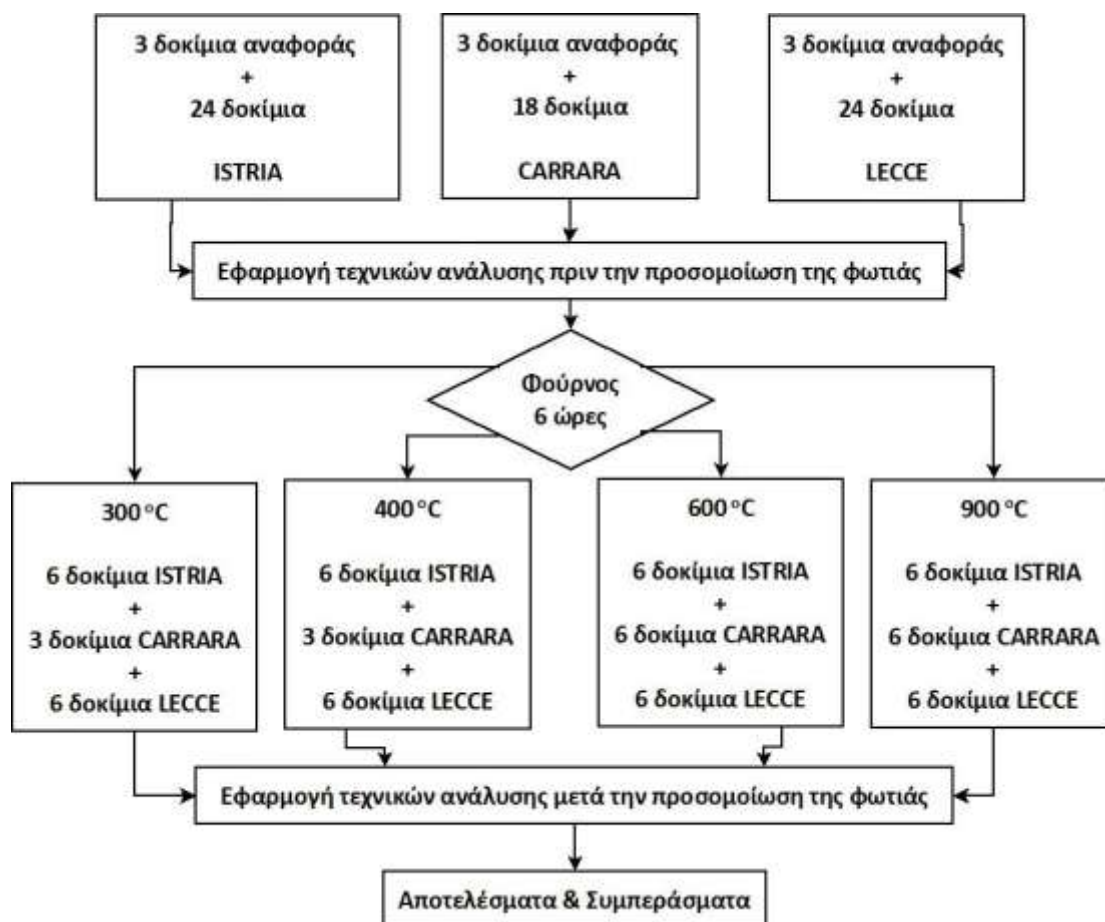 3 δοκίμια αναφοράς
+
24 δοκίμια
ISTRIA
3 δοκίμια αναφοράς
+
18 δοκίμια
CARRARA
3 δοκίμια αναφοράς
+
24 δοκίμια
LECCE
Εφαρμογή τεχνικών ανάλυσης πριν την προσομοίωση της φωτιάς
Φούρνος
6 ώρες
300 °C
6 δοκίμια ISTRIA
+
3 δοκίμια CARRARA
+
6 δοκίμια LECCE
400 °C
6 δοκίμια ISTRIA
+
3 δοκίμια CARRARA
+
6 δοκίμια LECCE
600 °C
6 δοκίμια ISTRIA
+
6 δοκίμια CARRARA
+
6 δοκίμια LECCE
900 °C
6 δοκίμια ISTRIA
+
6 δοκίμια CARRARA
+
6 δοκίμια LECCE
Εφαρμογή τεχνικών ανάλυσης μετά την προσομοίωση της φωτιάς
Αποτελέσματα & Συμπεράσματα